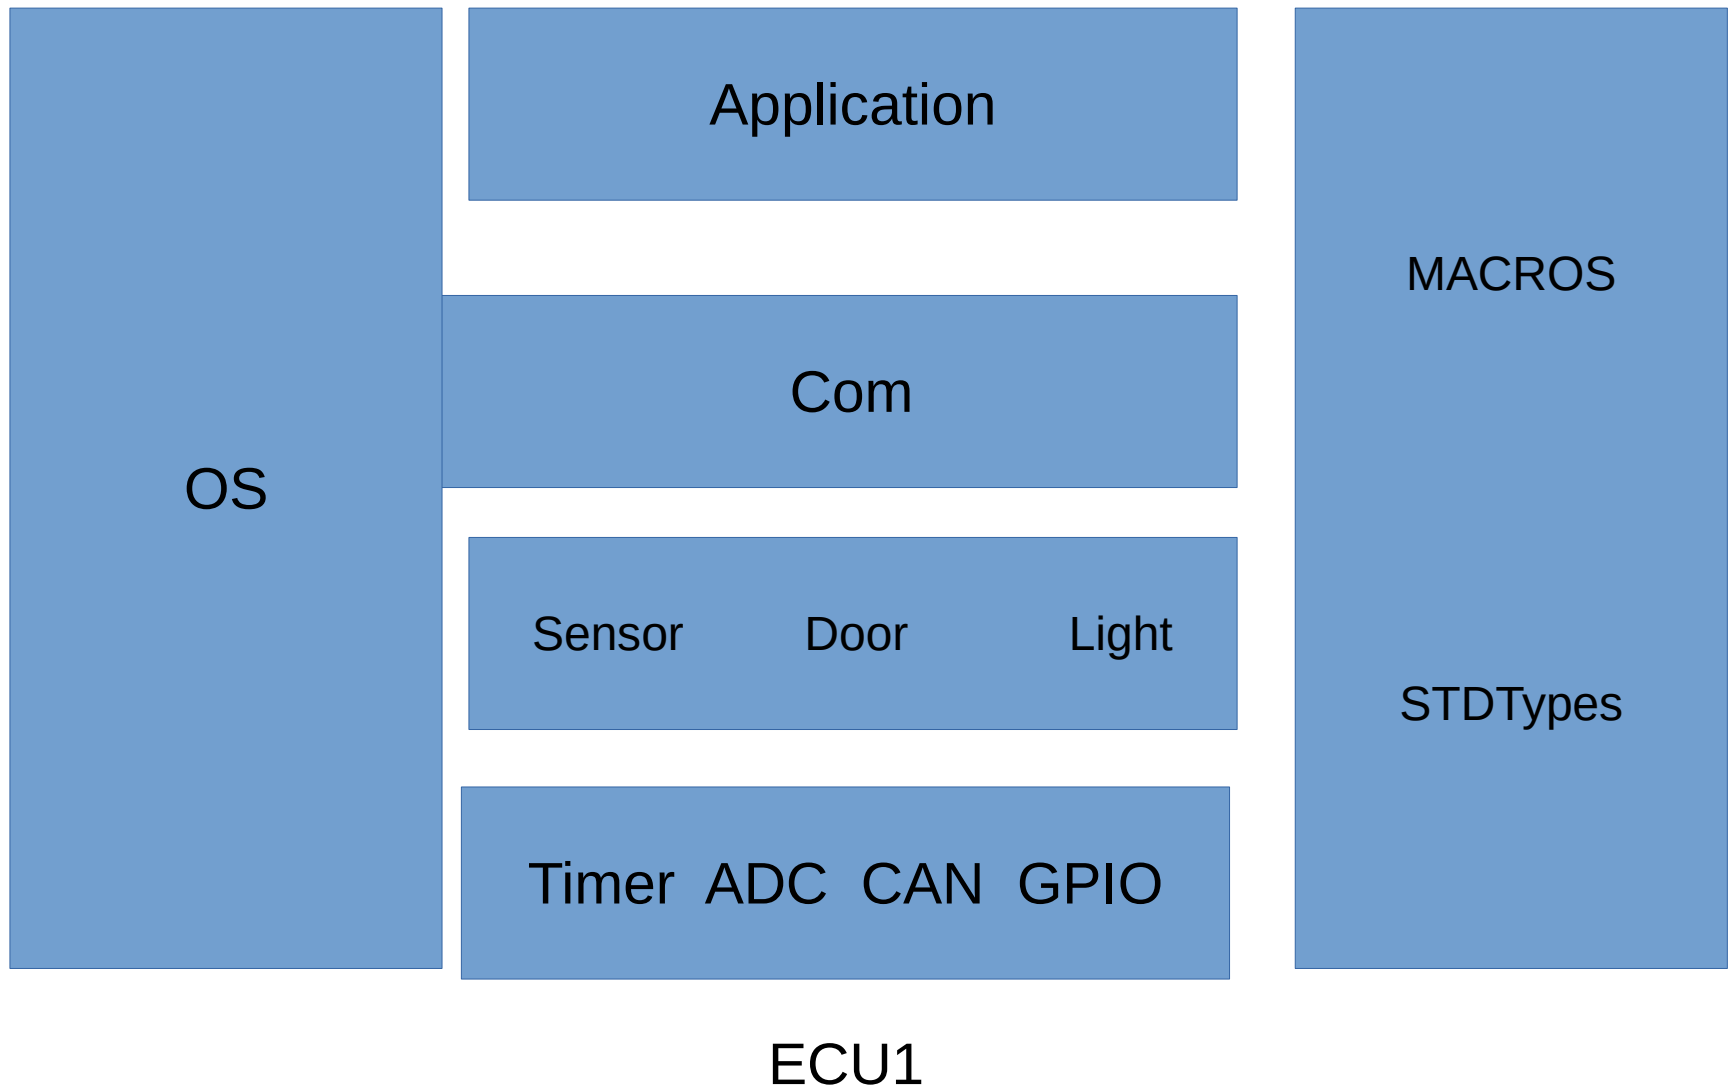 Application
MACROS
Com
OS
Sensor Door Light
STDTypes
Timer ADC CAN GPIO
ECU1